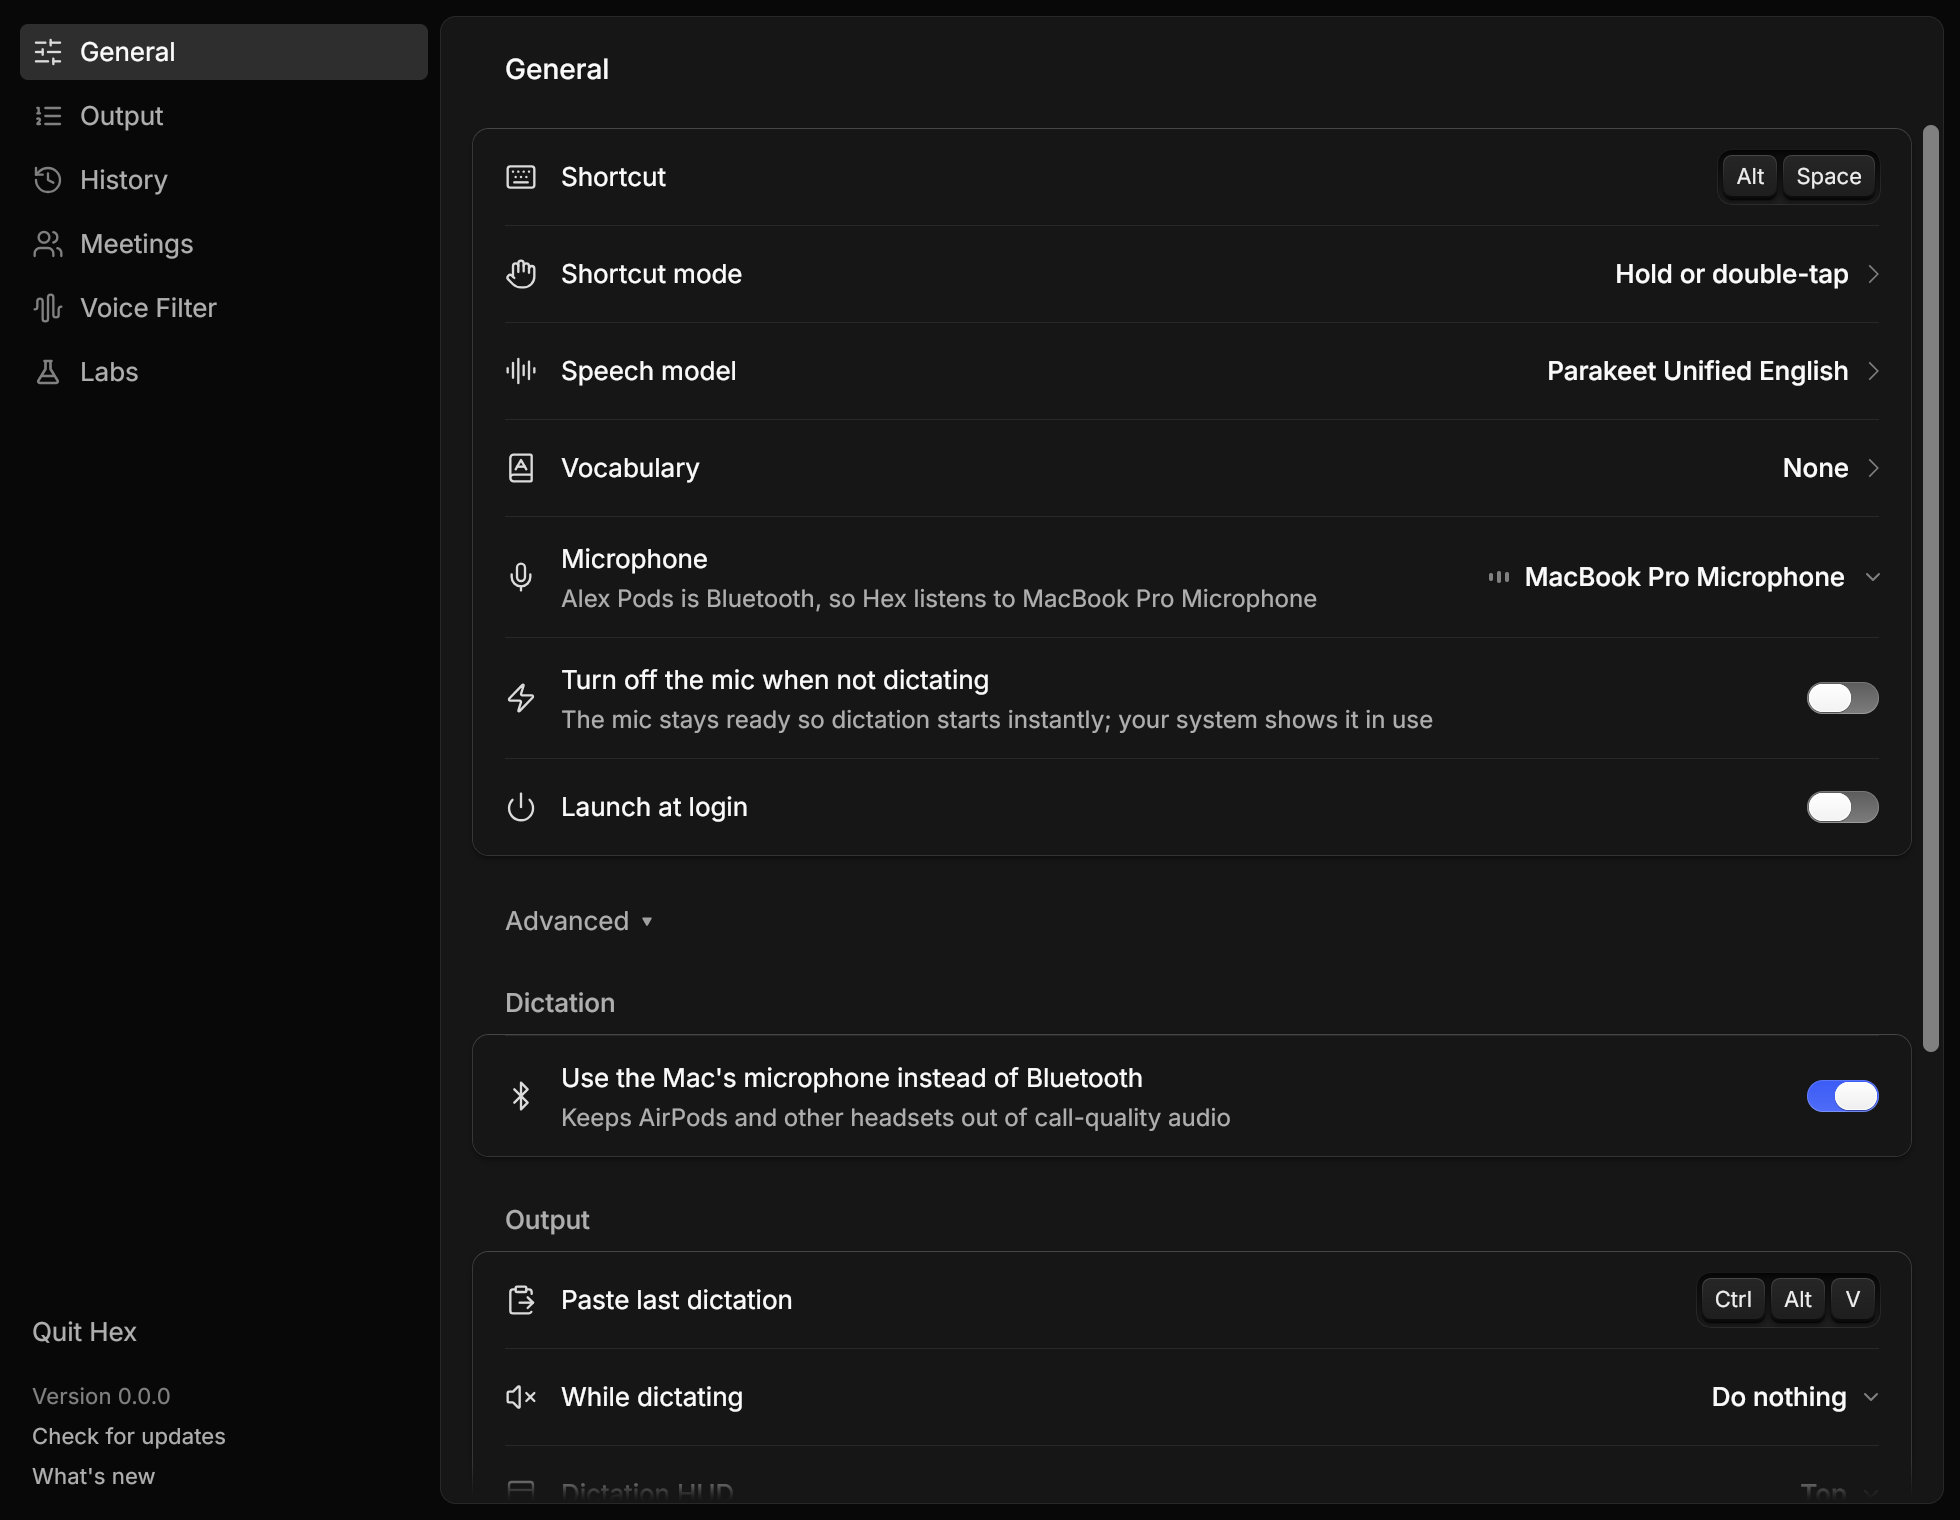 General
Output
History
Meetings
Voice Filter
Labs
Quit Hex
Version 0.0.0
Check for updates
What's new
General
Shortcut
Alt Space
Shortcut mode
Hold or double-tap
Speech model
Parakeet Unified English
Vocabulary
None
Microphone
Alex Pods is Bluetooth, so Hex listens to MacBook Pro Microphone
MacBook Pro Microphone
Turn off the mic when not dictating
The mic stays ready so dictation starts instantly; your system shows it in use
Launch at login
Advanced
Dictation
Use the Mac's microphone instead of Bluetooth
Keeps AirPods and other headsets out of call-quality audio
Output
Paste last dictation
Ctrl Alt V
While dictating
Do nothing
Dictation HUD
Top